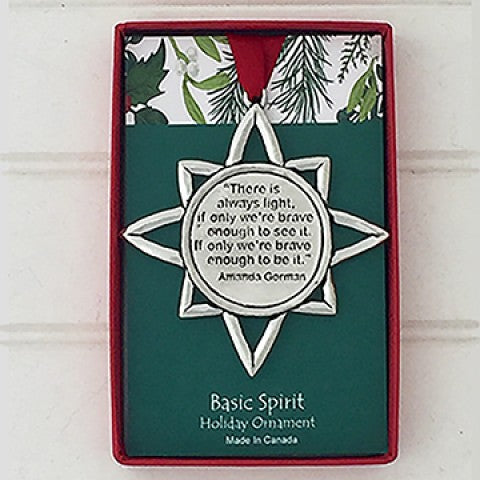 "There is
always light,
if only we're brave
enough to see it.
If only we're brave
enough to be it."
Amanda Gorman
Basic Spirit
Holiday Ornament
Made In Canada